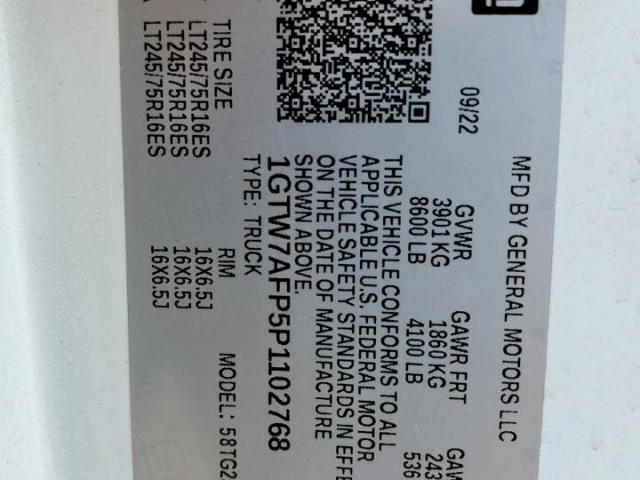 MFD BY GENERAL MOTORS LLC
09/22
GVWR GAWR FRT
3901 KG 1860 KG
8600 LB 4100 LB
THIS VEHICLE CONFORMS TO ALL
APPLICABLE U.S. FEDERAL MOTOR
VEHICLE SAFETY STANDARDS IN EFFE
ON THE DATE OF MANUFACTURE
SHOWN ABOVE.
1GTW7AFP5P1102768
TYPE: TRUCK MODEL: 58TG2
TIRE SIZE RIM
LT245/75R16ES 16X6.5J
LT245/75R16ES 16X6.5J
LT245/75R16ES 16X6.5J